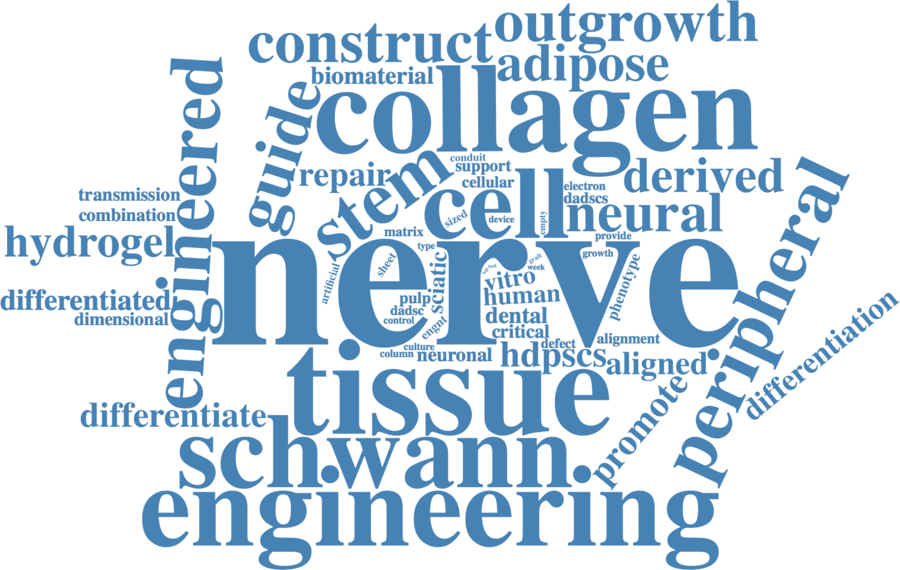 outgrowth
construct
adipose
biomaterial
collagen
engineered
guide
conduit
support
repair
stem
cellular
derived
electron
dadscs
transmission
combination
cell
sized
device
empty
neural
peripheral
hydrogel
matrix
type
provide
nerve
growth
sheet
artificial
sciatic
graft
week
vitro
phenotype
human
differentiated
dimensional
pulp
dadsc
control
engnt
dental
critical
defect
alignment
differentiation
culture
column
neuronal
hdpscs
aligned
tissue
promote
differentiate
schwann
engineering